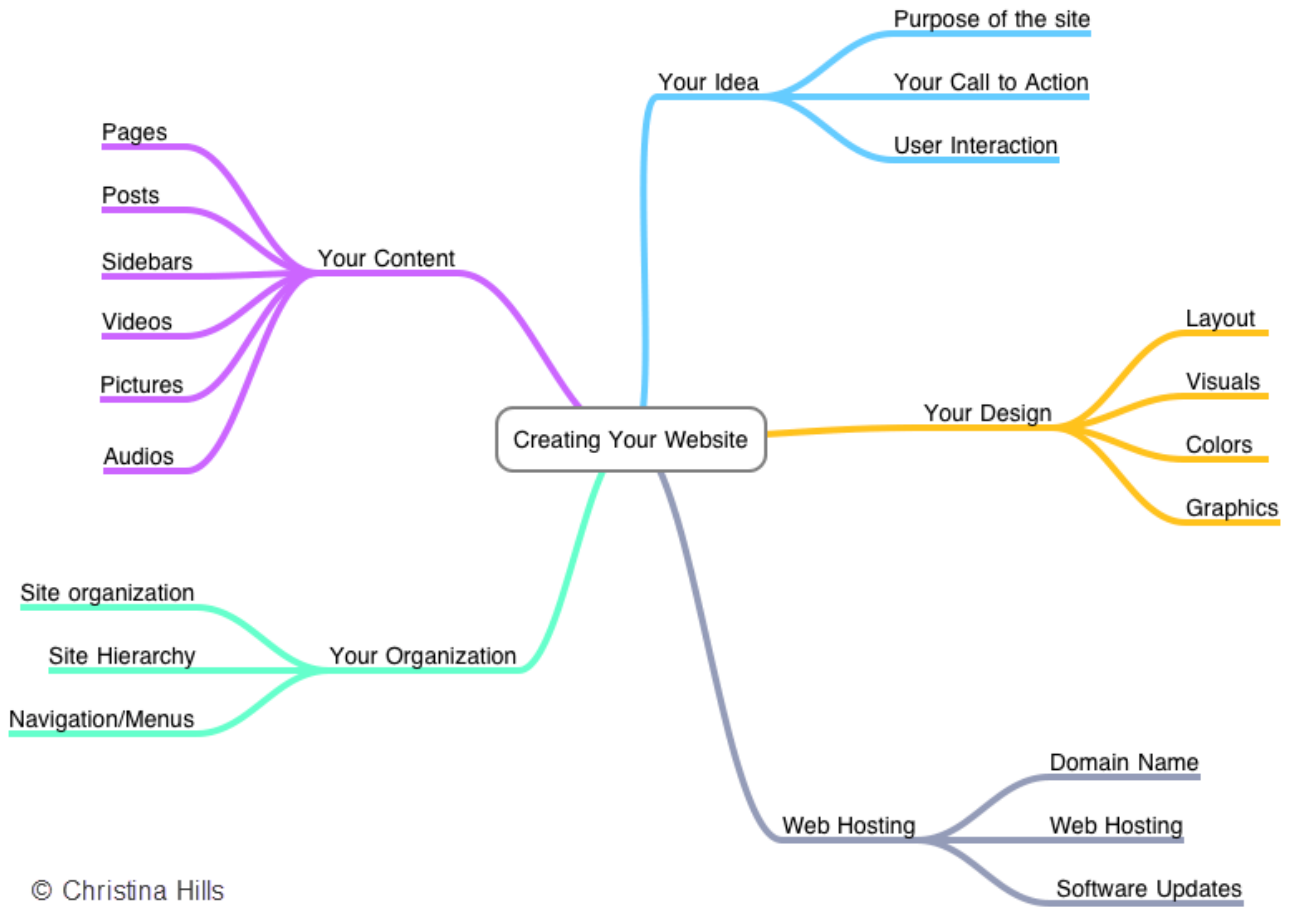 Creating Your Website
Your Idea
Purpose of the site
Your Call to Action
User Interaction
Your Design
Layout
Visuals
Colors
Graphics
Web Hosting
Domain Name
Web Hosting
Software Updates
Your Organization
Site organization
Site Hierarchy
Navigation/Menus
Your Content
Pages
Posts
Sidebars
Videos
Pictures
Audios
© Christina Hills